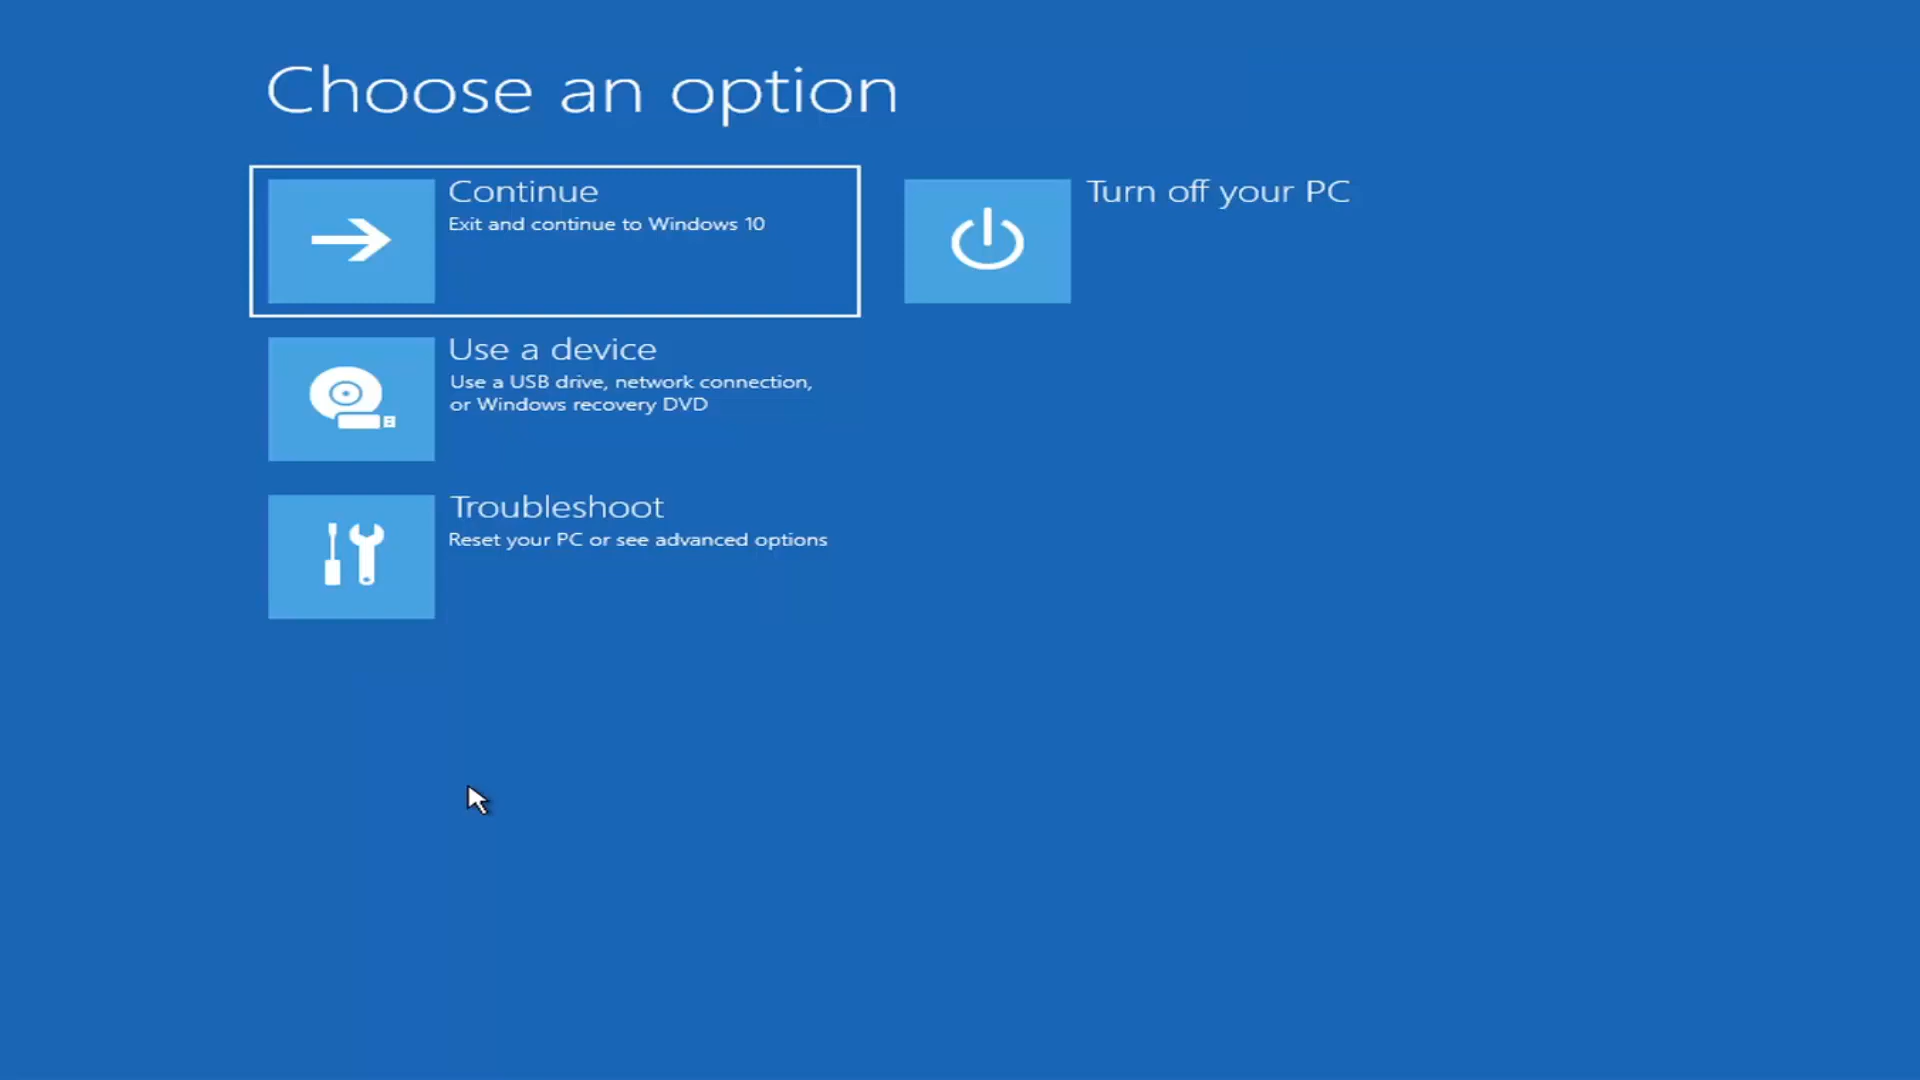 Choose an option
Continue
Exit and continue to Windows 10
Turn off your PC
Use a device
Use a USB drive, network connection,
or Windows recovery DVD
Troubleshoot
Reset your PC or see advanced options